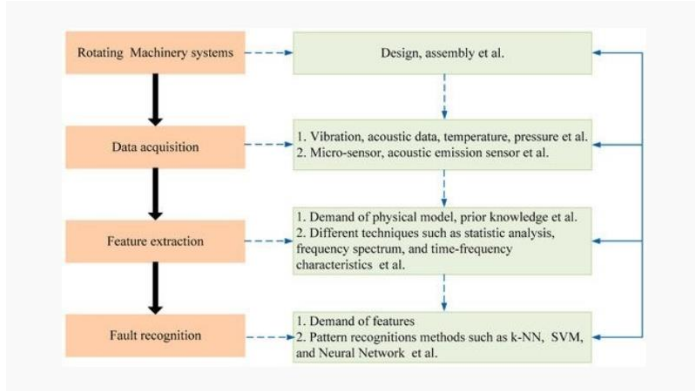 Rotating Machinery systems
Design, assembly et al.
Data acquisition
1. Vibration, acoustic data, temperature, pressure et al.
2. Micro-sensor, acoustic emission sensor et al.
Feature extraction
1. Demand of physical model, prior knowledge et al.
2. Different techniques such as statistic analysis,
frequency spectrum, and time-frequency
characteristics et al.
Fault recognition
1. Demand of features
2. Pattern recognitions methods such as k-NN, SVM,
and Neural Network et al.